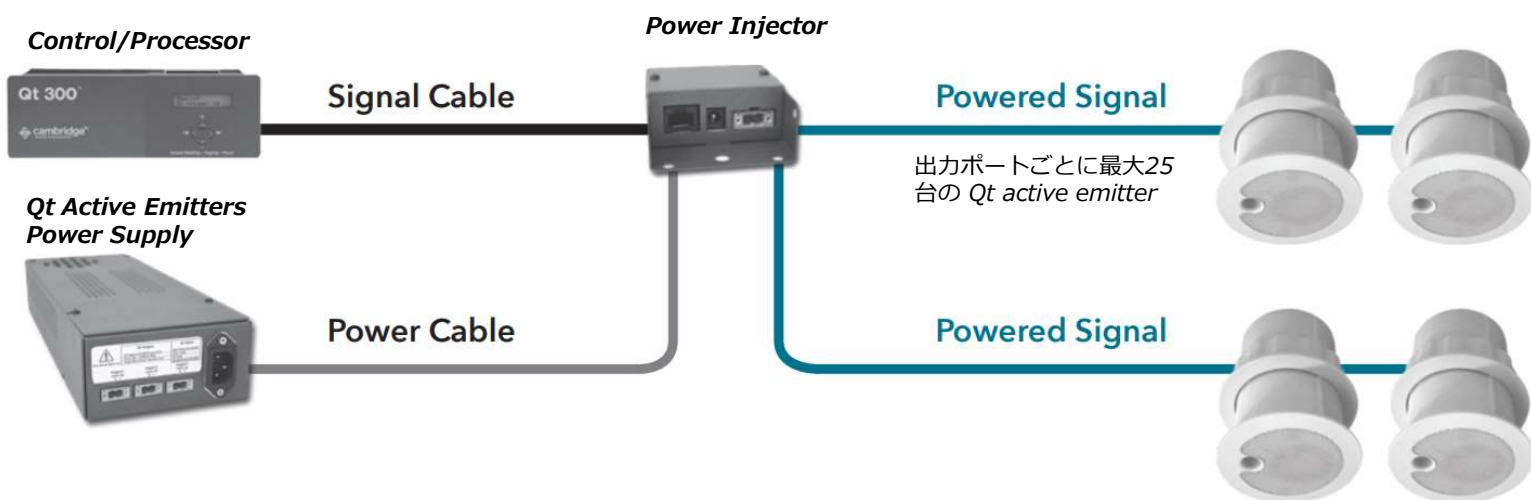 Control/Processor
Power Injector
Qt 300
cambridge
Signal Cable
Powered Signal
出力ポートごとに最大25
台の Qt active emitter
Qt Active Emitters
Power Supply
Power Cable
Powered Signal